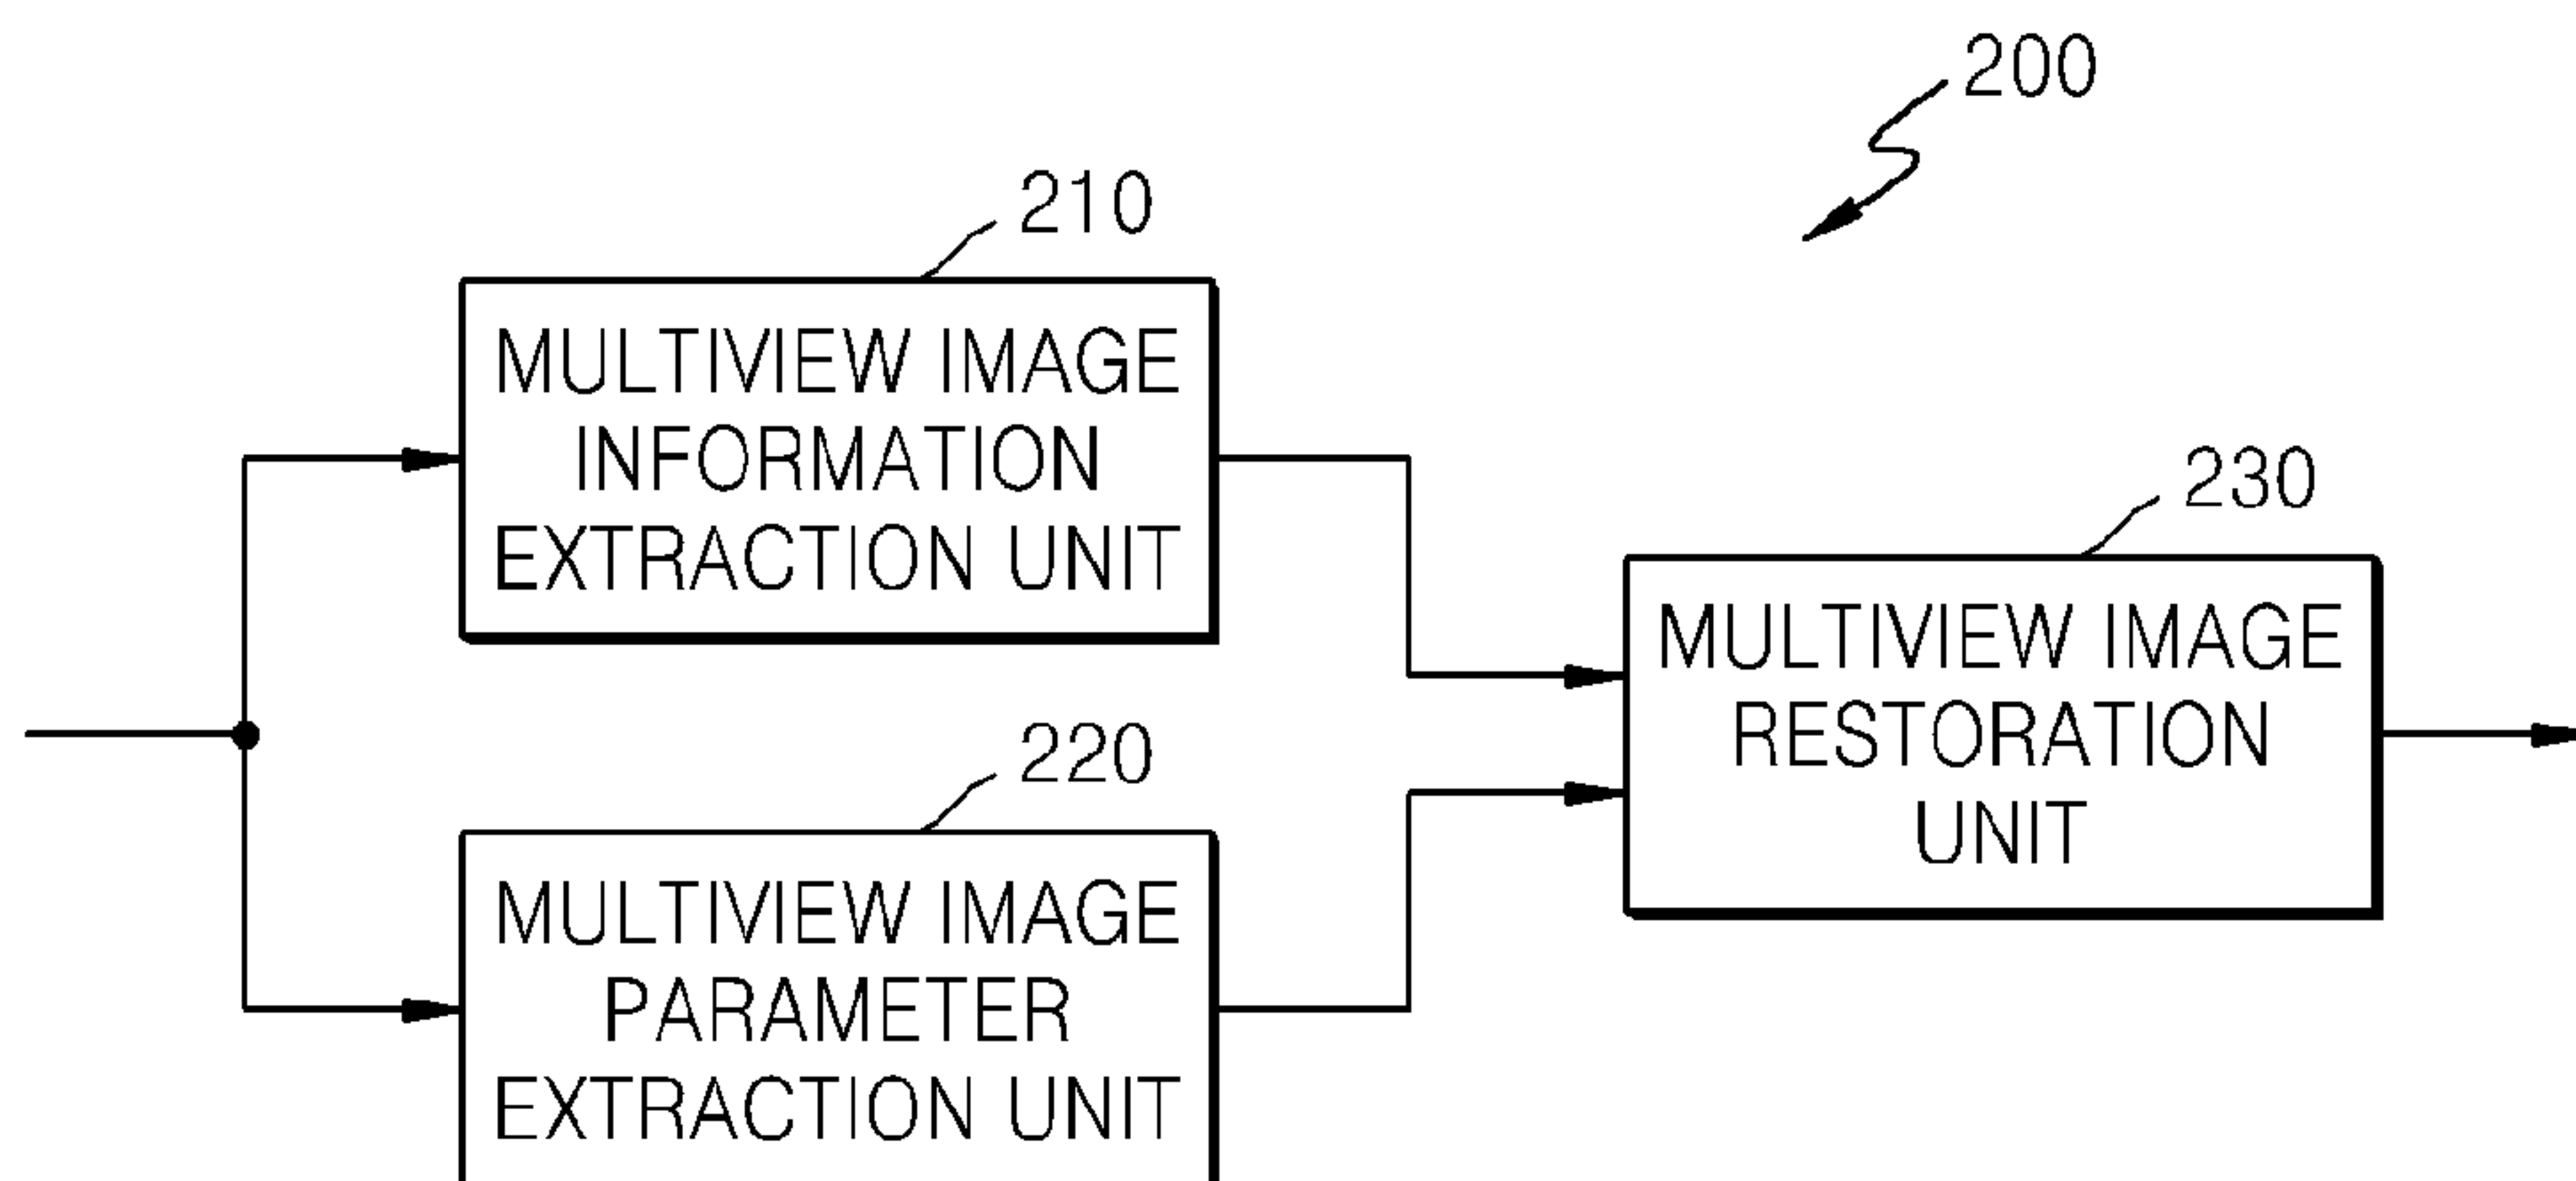 200
210
MULTIVIEW IMAGE
INFORMATION
EXTRACTION UNIT
220
MULTIVIEW IMAGE
PARAMETER
EXTRACTION UNIT
230
MULTIVIEW IMAGE
RESTORATION
UNIT